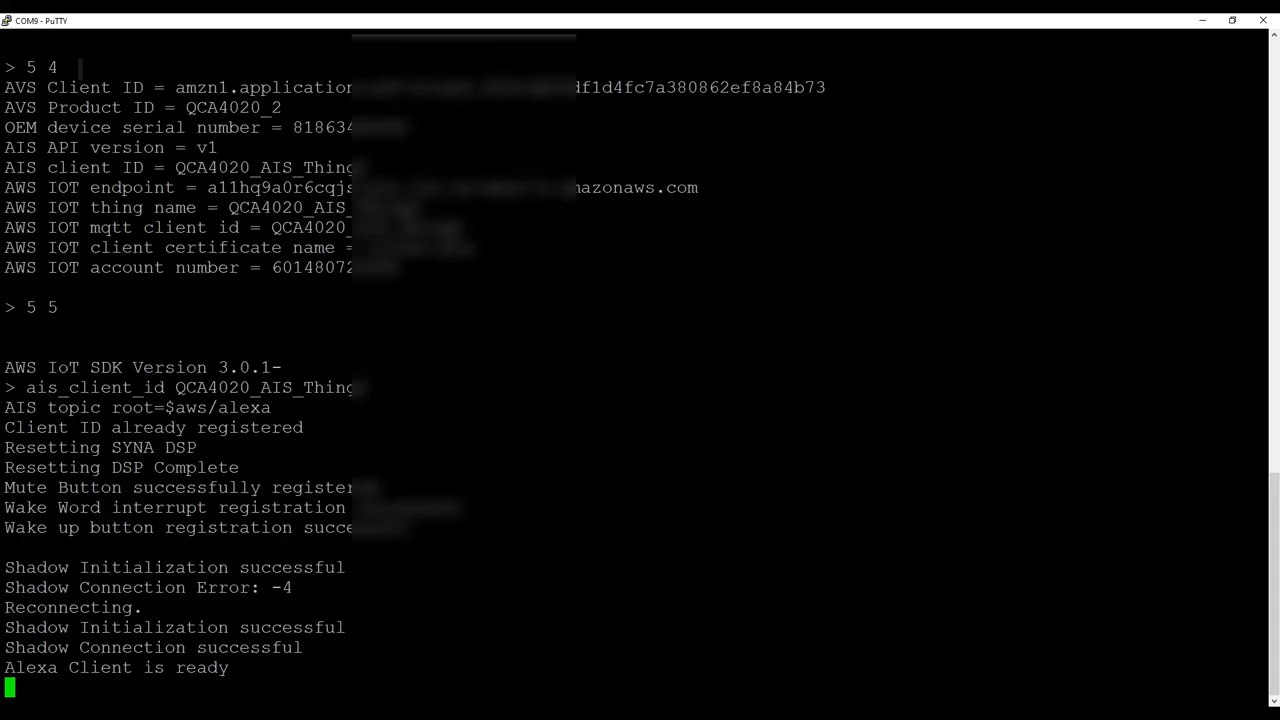 COM9 - PuTTY
> 5 4
AVS Client ID = amzn1.application df1d4fc7a380862ef8a84b73
AVS Product ID = QCA4020_2
OEM device serial number = 818634
AIS API version = v1
AIS client ID = QCA4020_AIS_Thing
AWS IOT endpoint = a11hq9a0r6cqjs mazonaws.com
AWS IOT thing name = QCA4020_AIS_
AWS IOT mqtt client id = QCA4020_
AWS IOT client certificate name =
AWS IOT account number = 60148072
> 5 5
AWS IoT SDK Version 3.0.1-
> ais_client_id QCA4020_AIS_Thing
AIS topic root=$aws/alexa
Client ID already registered
Resetting SYNA DSP
Resetting DSP Complete
Mute Button successfully register
Wake Word interrupt registration
Wake up button registration succe
Shadow Initialization successful
Shadow Connection Error: -4
Reconnecting.
Shadow Initialization successful
Shadow Connection successful
Alexa Client is ready